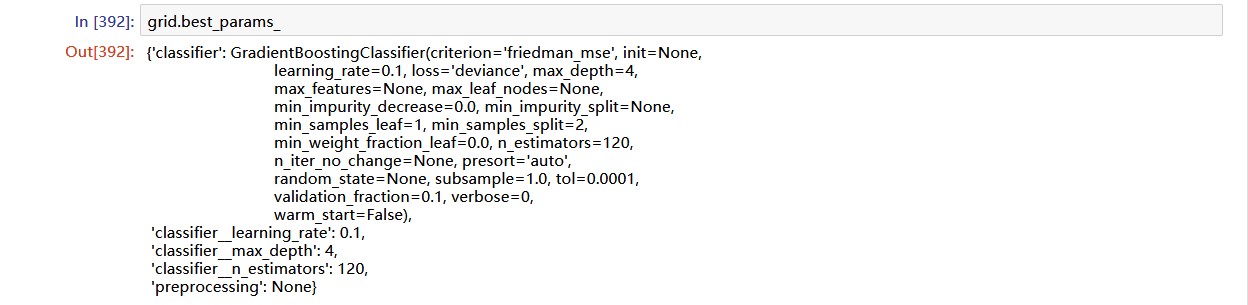 In [392]: grid.best_params_
Out[392]: {'classifier': GradientBoostingClassifier(criterion='friedman_mse', init=None,
learning_rate=0.1, loss='deviance', max_depth=4,
max_features=None, max_leaf_nodes=None,
min_impurity_decrease=0.0, min_impurity_split=None,
min_samples_leaf=1, min_samples_split=2,
min_weight_fraction_leaf=0.0, n_estimators=120,
n_iter_no_change=None, presort='auto',
random_state=None, subsample=1.0, tol=0.0001,
validation_fraction=0.1, verbose=0,
warm_start=False),
'classifier__learning_rate': 0.1,
'classifier__max_depth': 4,
'classifier__n_estimators': 120,
'preprocessing': None}